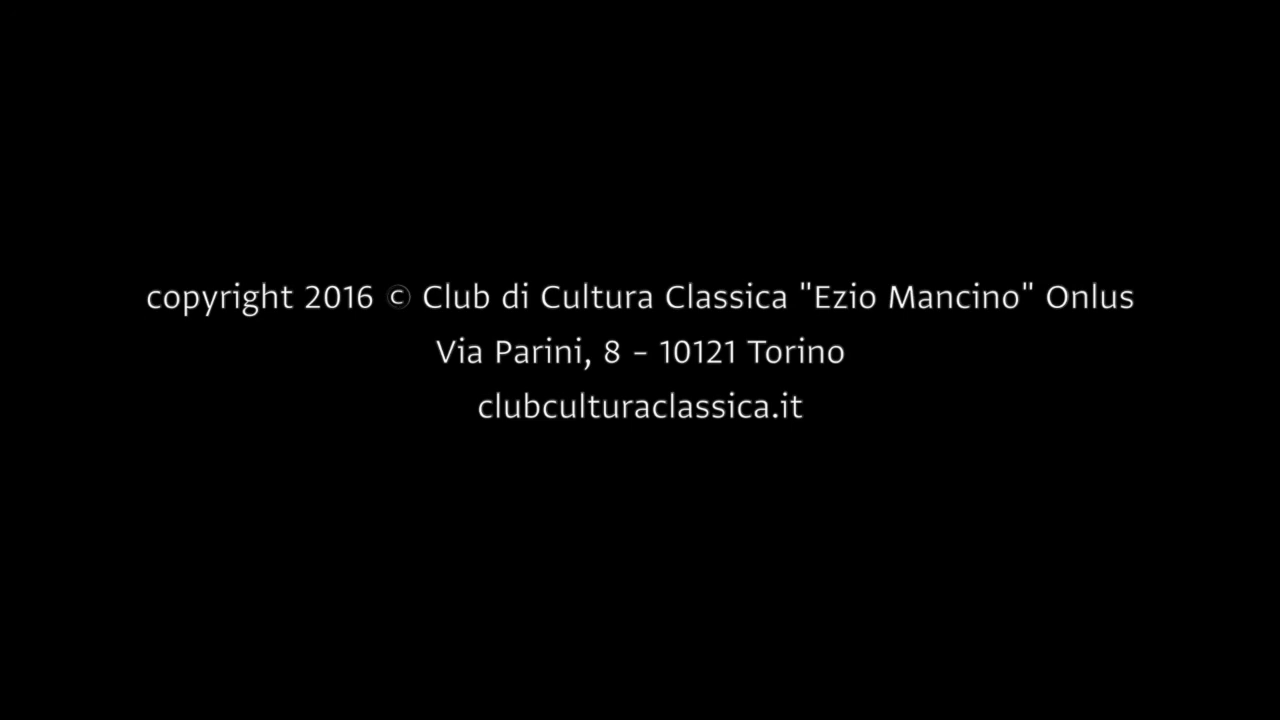 copyright 2016 © Club di Cultura Classica "Ezio Mancino" Onlus
Via Parini, 8 - 10121 Torino
clubculturaclassica.it